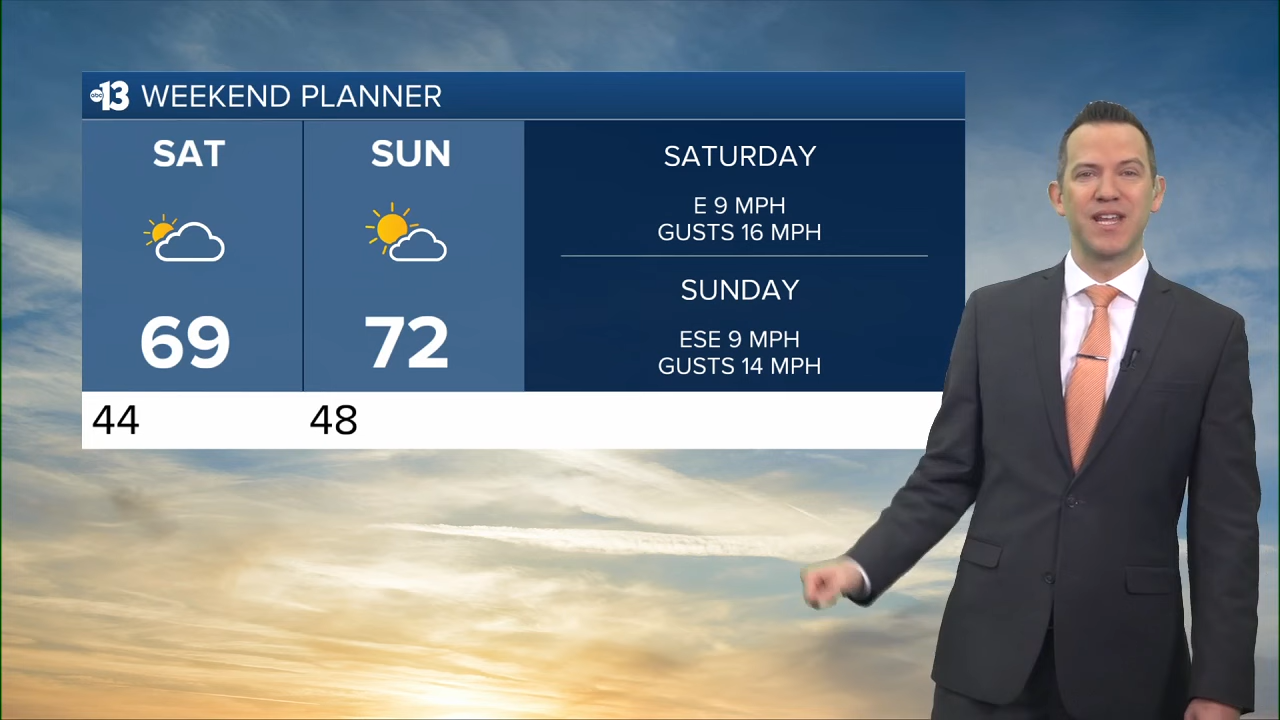 abc 13 WEEKEND PLANNER
SAT
SUN
69
72
44
48
SATURDAY
E 9 MPH
GUSTS 16 MPH
SUNDAY
ESE 9 MPH
GUSTS 14 MPH